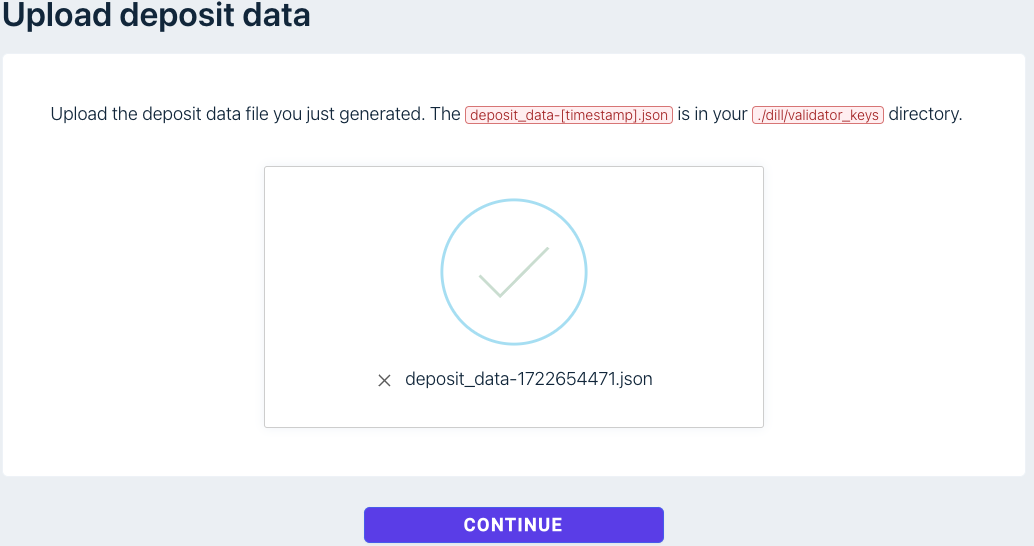 Upload deposit data
Upload the deposit data file you just generated. The deposit_data-[timestamp].json is in your ./dill/validator_keys directory.
deposit_data-1722654471.json
CONTINUE